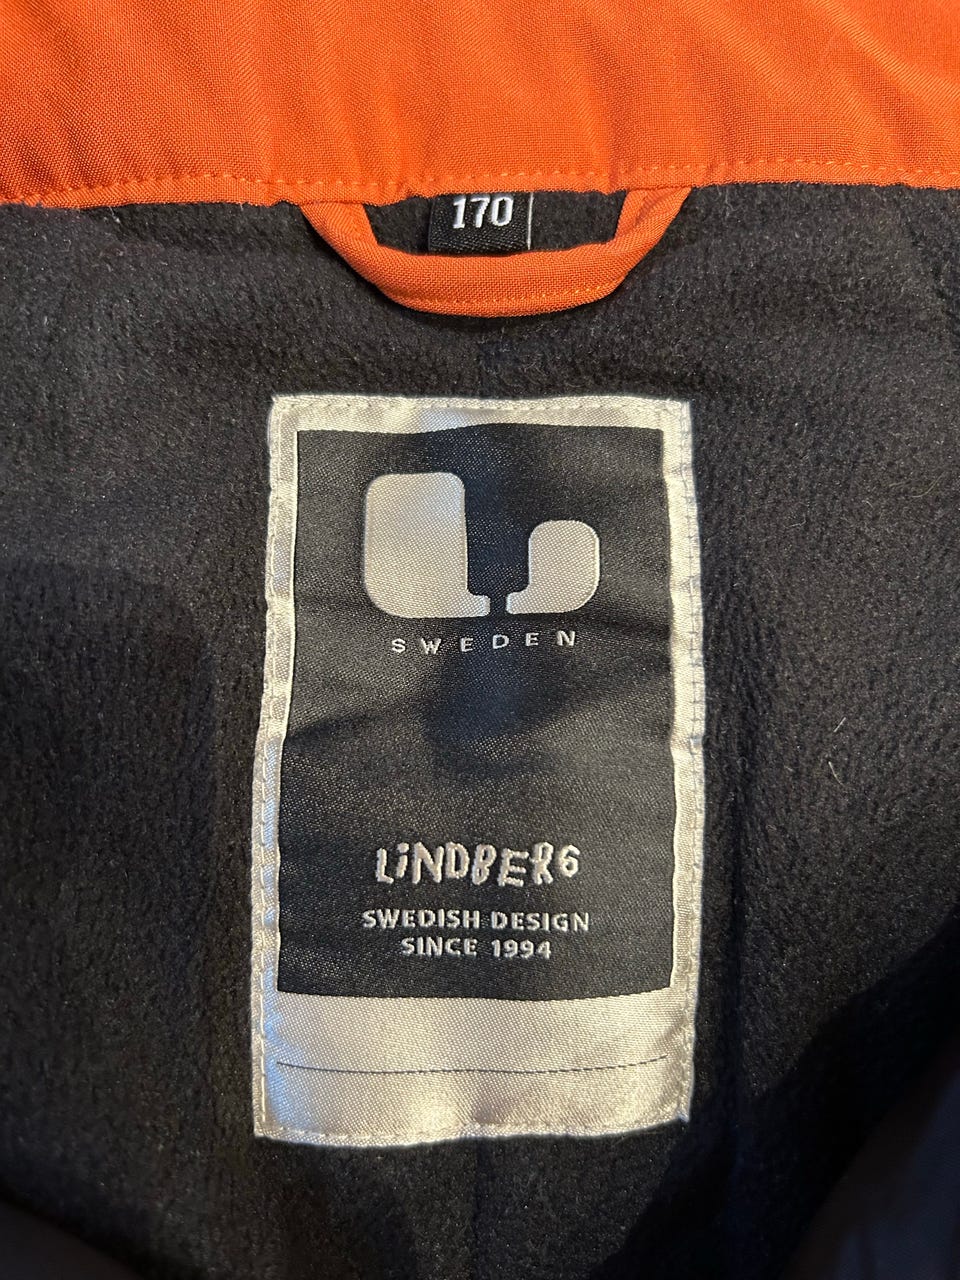 170
SWEDEN
LiNDBERG
SWEDISH DESIGN
SINCE 1994